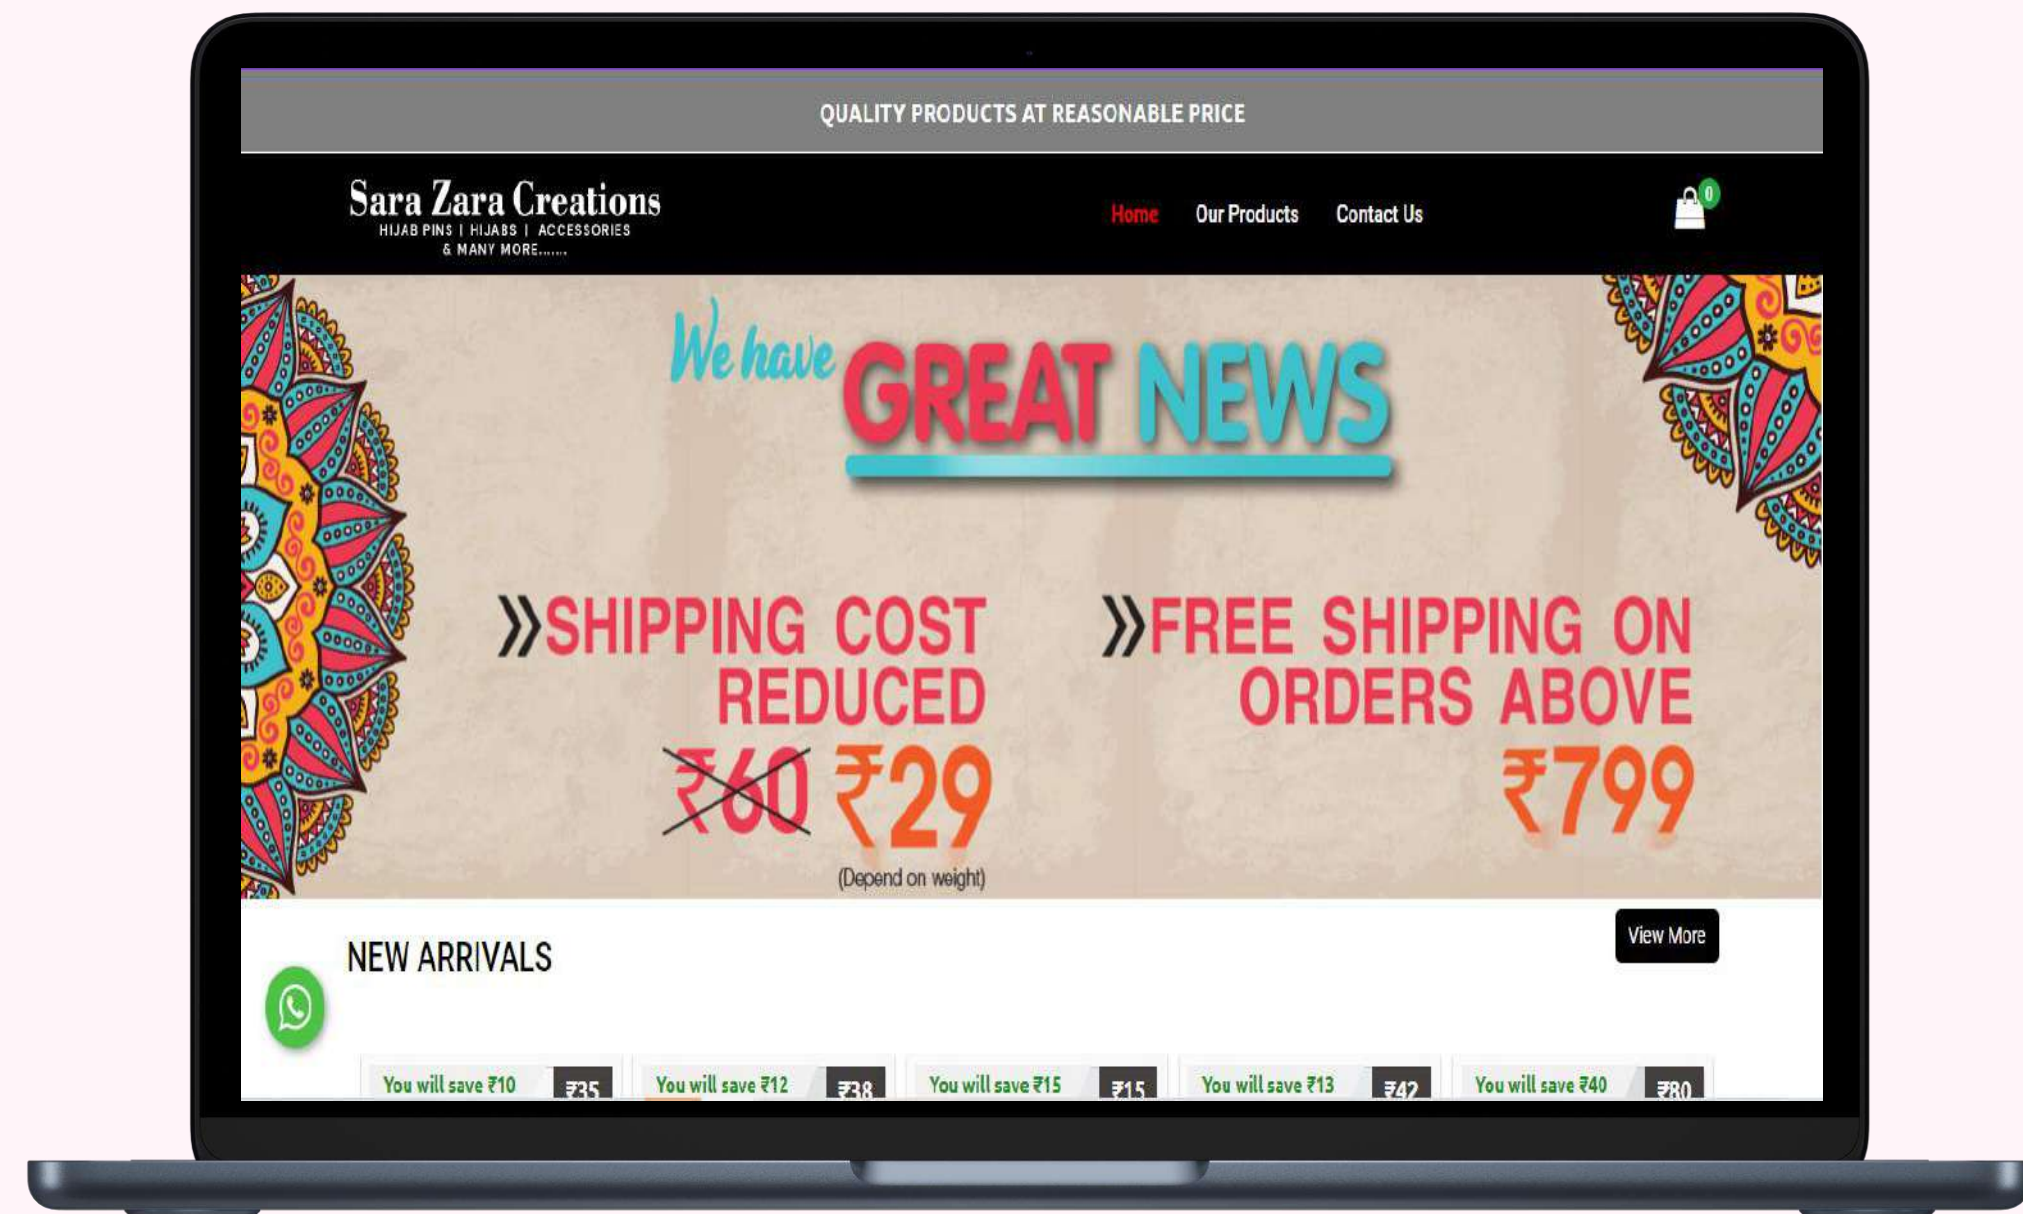 QUALITY PRODUCTS AT REASONABLE PRICE
Sara Zara Creations
HIJAB PINS | HIJABS | ACCESSORIES
& MANY MORE.......
Home Our Products Contact Us
0
We have GREAT NEWS
»SHIPPING COST
REDUCED
₹60 ₹29
(Depend on weight)
»FREE SHIPPING ON
ORDERS ABOVE
₹799
NEW ARRIVALS
View More
You will save ₹10 ₹35
You will save ₹12 ₹38
You will save ₹15 ₹15
You will save ₹13 ₹42
You will save ₹40 ₹80